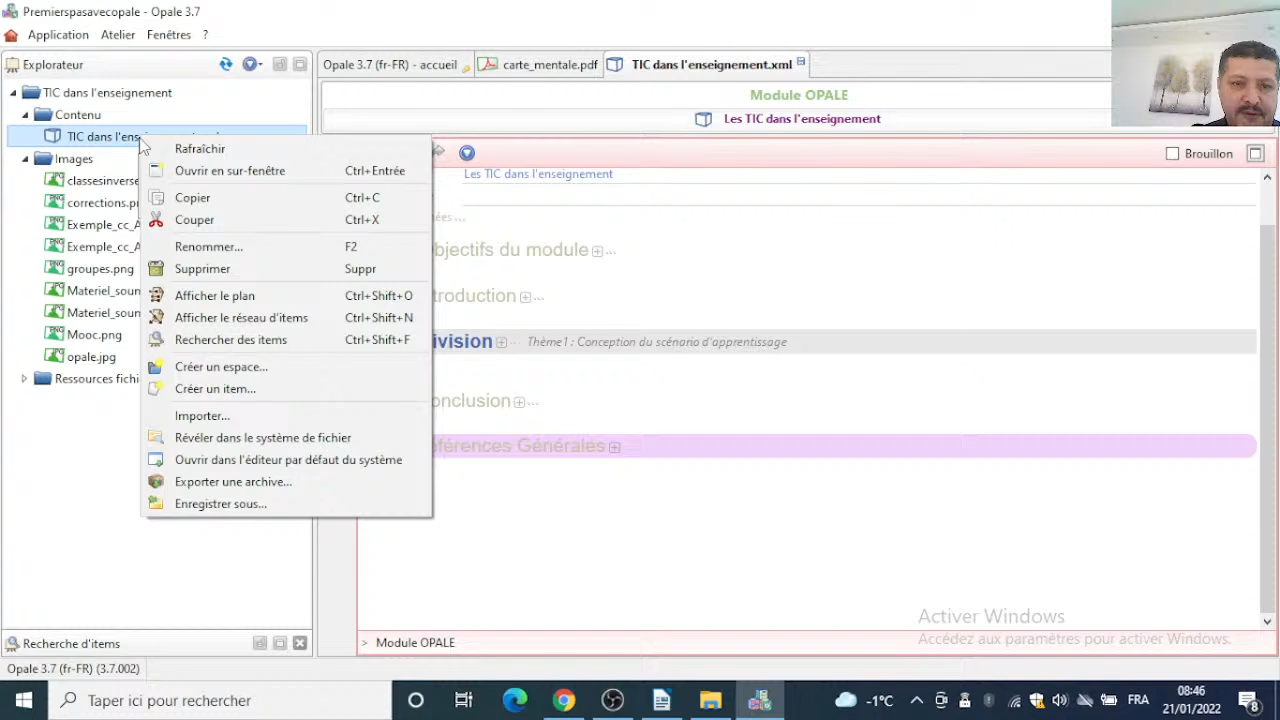 Premierspasavecopale - Opale 3.7
Application Atelier Fenêtres ?
Explorateur
Opale 3.7 (fr-FR) - accueil carte_mentale.pdf TIC dans l'enseignement.xml
TIC dans l'enseignement
Contenu
TIC dans l'ens
Images
classesinverse
corrections.pr
Exemple_cc_A
Exemple_cc_A
groupes.png
Materiel_soun
Materiel_soun
Mooc.png
opale.jpg
Ressources fichi
Module OPALE
Les TIC dans l'enseignement
Brouillon
Les TIC dans l'enseignement
ées ...
bjectifs du module ...
troduction ...
ivision ... Thème1 : Conception du scénario d'apprentissage
onclusion ...
éférences Générales
Rafraîchir
Ouvrir en sur-fenêtre Ctrl+Entrée
Copier Ctrl+C
Couper Ctrl+X
Renommer... F2
Supprimer Suppr
Afficher le plan Ctrl+Shift+O
Afficher le réseau d'items Ctrl+Shift+N
Rechercher des items Ctrl+Shift+F
Créer un espace...
Créer un item...
Importer...
Révéler dans le système de fichier
Ouvrir dans l'éditeur par défaut du système
Exporter une archive...
Enregistrer sous...
Activer Windows
Accédez aux paramètres pour activer Windows.
Recherche d'items
> Module OPALE
Opale 3.7 (fr-FR) (3.7.002)
Taper ici pour rechercher
-1°C
FRA
08:46
21/01/2022
8